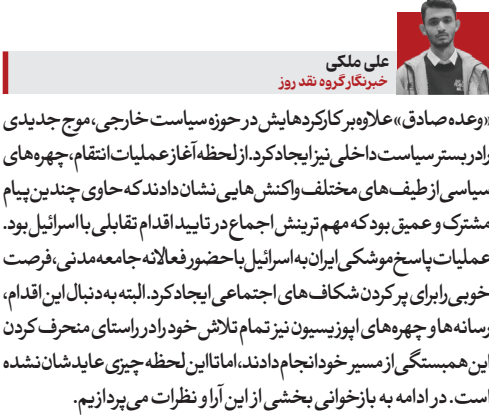 علی ملکی
خبرنگار گروه نقد روز
«وعده صادق» علاوه‌بر کارکردهایش در حوزه سیاست خارجی، موج جدیدی
را در بستر سیاست داخلی نیز ایجاد کرد. از لحظه آغاز عملیات انتقام، چهره‌های
سیاسی از طیف‌های مختلف واکنش‌هایی نشان دادند که حاوی چندین پیام
مشترک و عمیق بود که مهم‌ترینش اجماع در تایید اقدام تقابلی با اسرائیل بود.
عملیات پاسخ موشکی ایران به اسرائیل با حضور فعالانه جامعه مدنی، فرصت
خوبی را برای پر کردن شکاف‌های اجتماعی ایجاد کرد. البته به‌دنبال این اقدام،
رسانه‌ها و چهره‌های اپوزیسیون نیز تمام تلاش خود را در راستای منحرف کردن
این همبستگی از مسیر خود انجام دادند، اما تا این لحظه چیزی عایدشان نشده
است. در ادامه به بازخوانی بخشی از این آرا و نظرات می‌پردازیم.